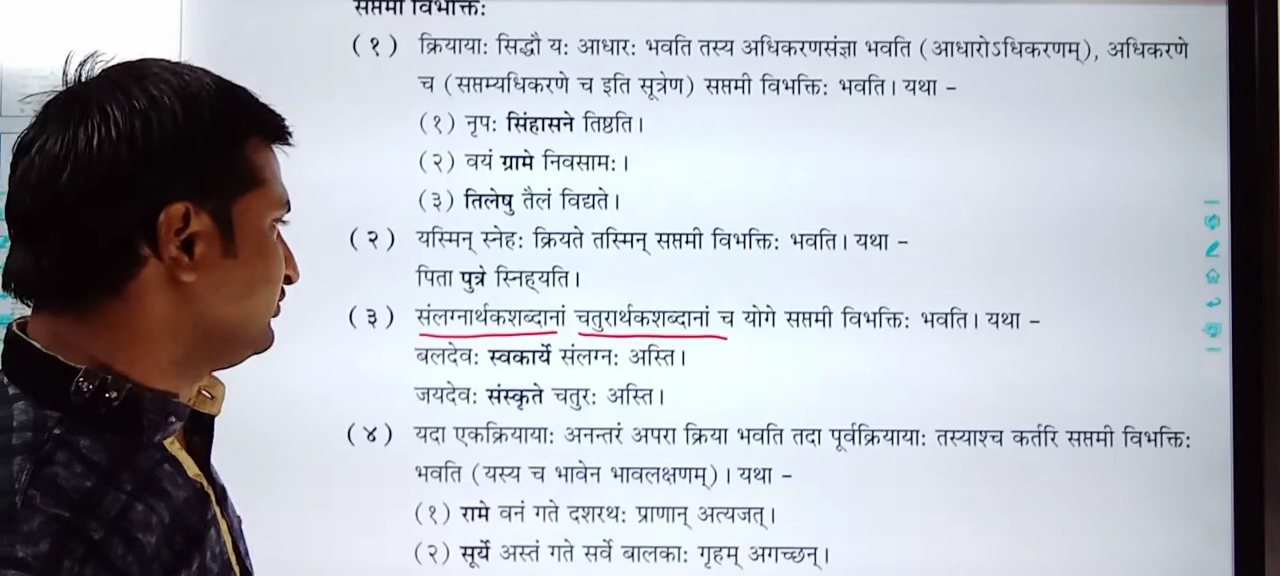 सप्तमी विभक्तिः
(१) क्रियायाः सिद्धौ यः आधारः भवति तस्य अधिकरणसंज्ञा भवति (आधारोऽधिकरणम्), अधिकरणे
च (सप्तम्यधिकरणे च इति सूत्रेण) सप्तमी विभक्तिः भवति। यथा –
(१) नृपः सिंहासने तिष्ठति।
(२) वयं ग्रामे निवसामः।
(३) तिलेषु तैलं विद्यते।
(२) यस्मिन् स्नेहः क्रियते तस्मिन् सप्तमी विभक्तिः भवति। यथा –
पिता पुत्रे स्निह्यति।
(३) संलग्नार्थकशब्दानां चतुरार्थकशब्दानां च योगे सप्तमी विभक्तिः भवति। यथा –
बलदेवः स्वकार्ये संलग्नः अस्ति।
जयदेवः संस्कृते चतुरः अस्ति।
(४) यदा एकक्रियायाः अनन्तरं अपरा क्रिया भवति तदा पूर्वक्रियायाः तस्याश्च कर्तरि सप्तमी विभक्तिः
भवति (यस्य च भावेन भावलक्षणम्)। यथा –
(१) रामे वनं गते दशरथः प्राणान् अत्यजत्।
(२) सूर्ये अस्तं गते सर्वे बालकाः गृहम् अगच्छन्।